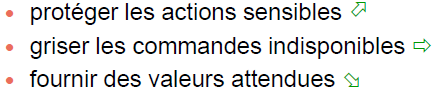 • protéger les actions sensibles ⬀
• griser les commandes indisponibles ⇨
• fournir des valeurs attendues ⬂